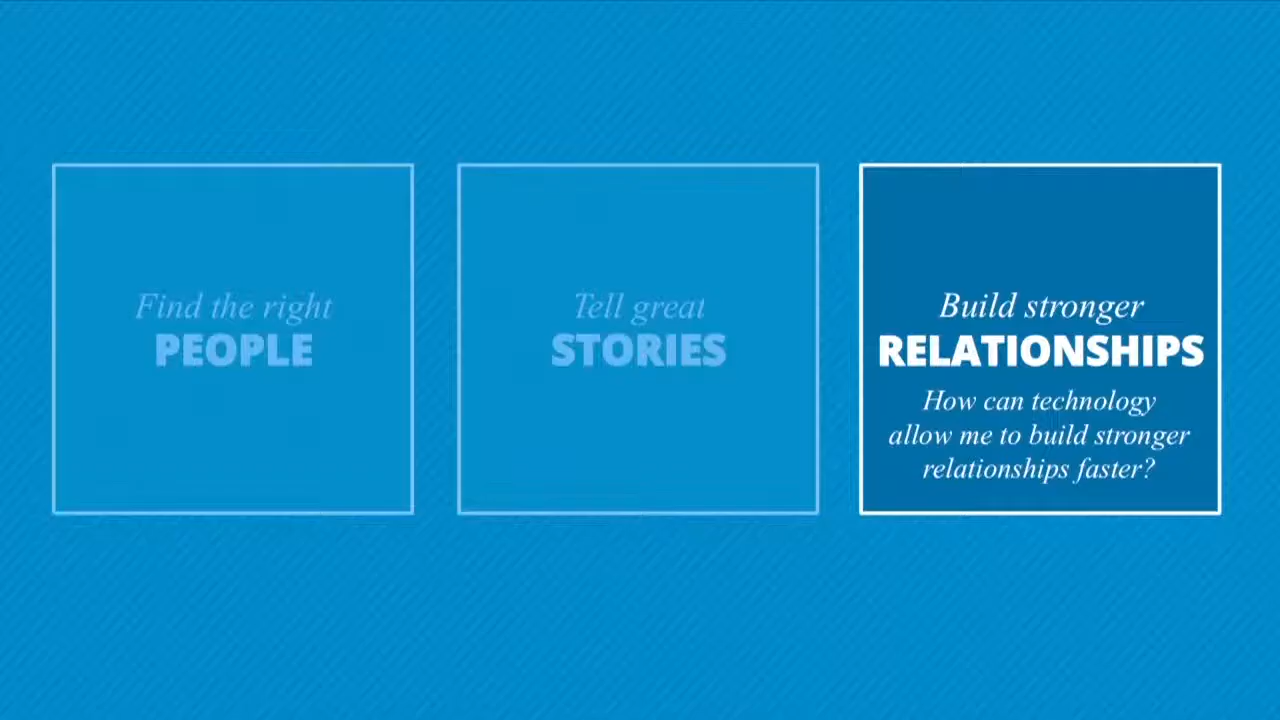 Find the right
PEOPLE
Tell great
STORIES
Build stronger
RELATIONSHIPS
How can technology
allow me to build stronger
relationships faster?